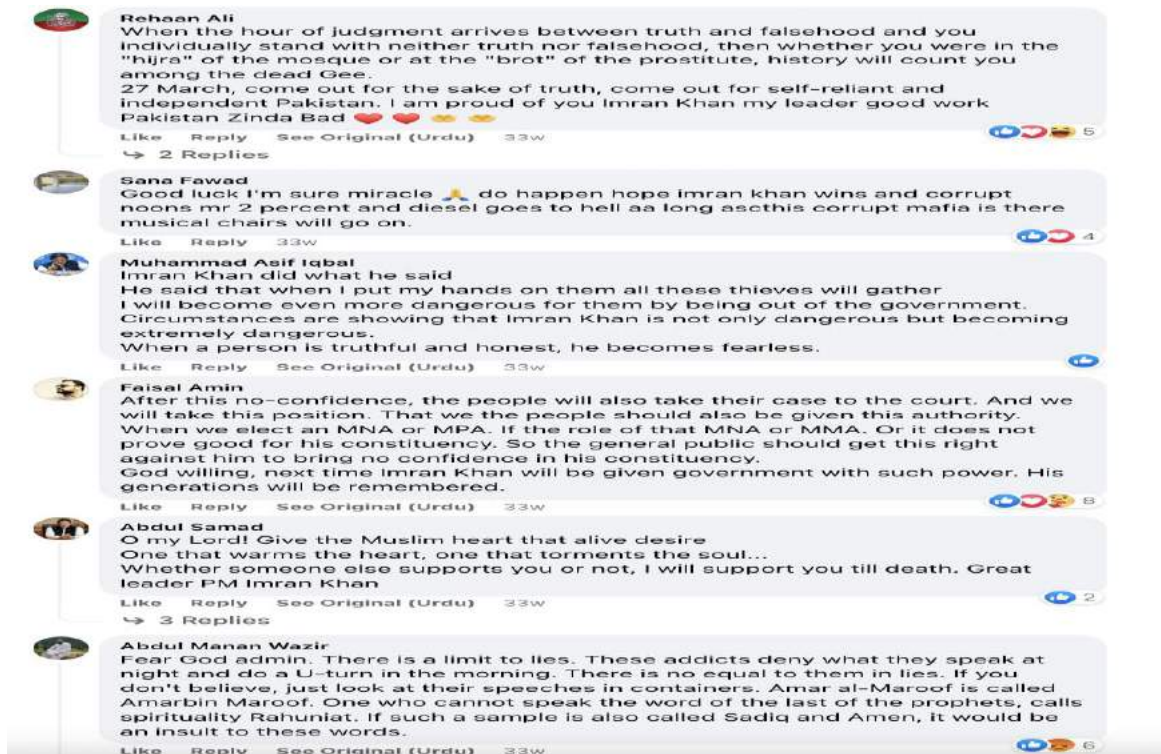 Rehaan Ali
When the hour of judgment arrives between truth and falsehood and you
individually stand with neither truth nor falsehood, then whether you were in the
"hijra" of the mosque or at the "brot" of the prostitute, history will count you
among the dead Gee.
27 March, come out for the sake of truth, come out for self-reliant and
independent Pakistan. I am proud of you Imran Khan my leader good work
Pakistan Zinda Bad ❤️ ❤️ 🤲 🤲
Like Reply See Original (Urdu) 33w
5
2 Replies
Sana Fawad
Good luck I'm sure miracle 🙏 do happen hope imran khan wins and corrupt
noons mr 2 percent and diesel goes to hell aa long ascthis corrupt mafia is there
musical chairs will go on.
Like Reply 33w
4
Muhammad Asif Iqbal
Imran Khan did what he said
He said that when I put my hands on them all these thieves will gather
I will become even more dangerous for them by being out of the government.
Circumstances are showing that Imran Khan is not only dangerous but becoming
extremely dangerous.
When a person is truthful and honest, he becomes fearless.
Like Reply See Original (Urdu) 33w
Faisal Amin
After this no-confidence, the people will also take their case to the court. And we
will take this position. That we the people should also be given this authority.
When we elect an MNA or MPA. If the role of that MNA or MMA. Or it does not
prove good for his constituency. So the general public should get this right
against him to bring no confidence in his constituency.
God willing, next time Imran Khan will be given government with such power. His
generations will be remembered.
Like Reply See Original (Urdu) 33w
8
Abdul Samad
O my Lord! Give the Muslim heart that alive desire
One that warms the heart, one that torments the soul...
Whether someone else supports you or not, I will support you till death. Great
leader PM Imran Khan
Like Reply See Original (Urdu) 33w
2
3 Replies
Abdul Manan Wazir
Fear God admin. There is a limit to lies. These addicts deny what they speak at
night and do a U-turn in the morning. There is no equal to them in lies. If you
don't believe, just look at their speeches in containers. Amar al-Maroof is called
Amarbin Maroof. One who cannot speak the word of the last of the prophets, calls
spirituality Rahuniat. If such a sample is also called Sadiq and Amen, it would be
an insult to these words.
Like Reply See Original (Urdu) 33w
6